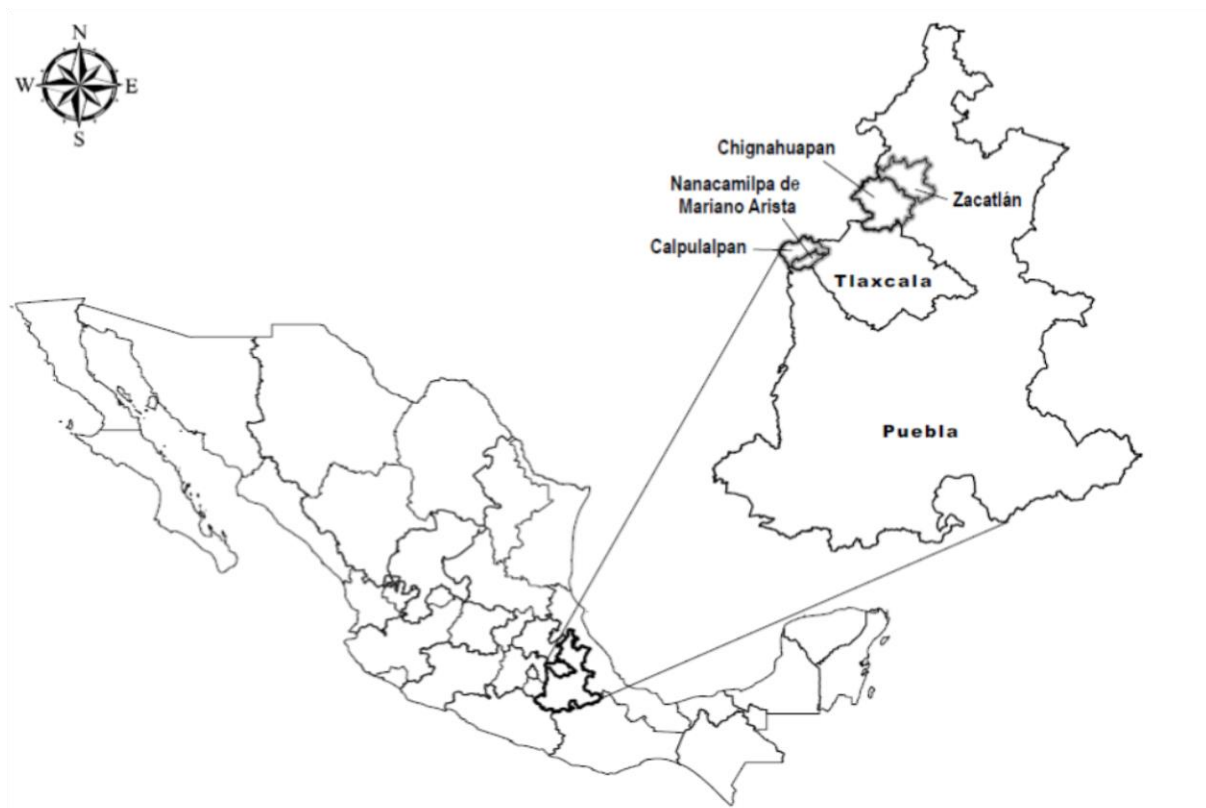 N
W E
S
Chignahuapan
Nanacamilpa de
Mariano Arista
Zacatlán
Calpulalpan
Tlaxcala
Puebla